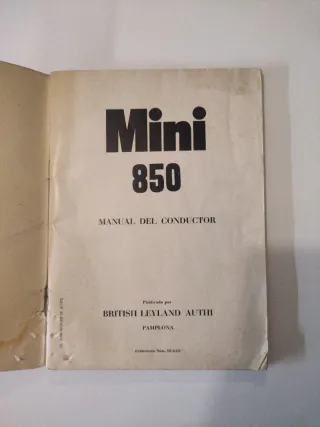 Mini
850
MANUAL DEL CONDUCTOR
Publicado por
BRITISH LEYLAND AUTHI
PAMPLONA